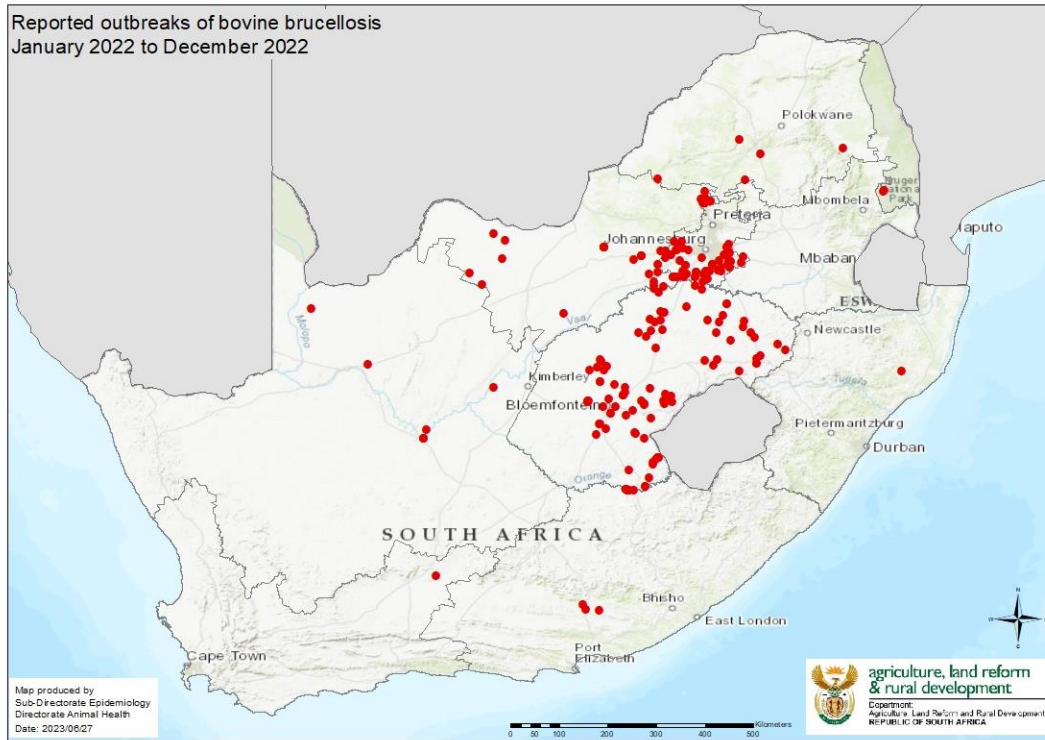 Reported outbreaks of bovine brucellosis
January 2022 to December 2022
Polokwane
Kruger
National
Park
Mbombela
Pretoria
Johannesburg
Maputo
Mbaban
ESW
Molopo
Vaal
Newcastle
Kimberley
Tugela
Bloemfontein
Pietermaritzburg
Durban
Orange
SOUTH AFRICA
Bhisho
East London
Port
Elizabeth
Cape Town
N
W
E
S
Map produced by
Sub-Directorate Epidemiology
Directorate Animal Health
Date: 2023/06/27
Kilometers
0 50 100 200 300 400 500
agriculture, land reform
& rural development
Department:
Agriculture, Land Reform and Rural Development
REPUBLIC OF SOUTH AFRICA